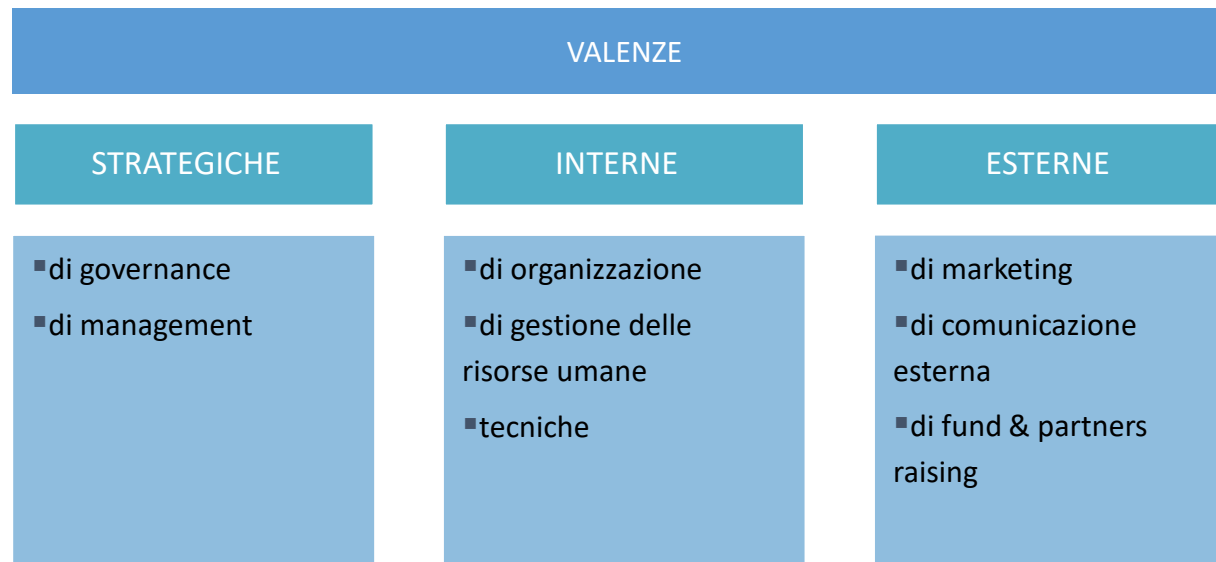 VALENZE
STRATEGICHE
▪di governance
▪di management
INTERNE
▪di organizzazione
▪di gestione delle
risorse umane
▪tecniche
ESTERNE
▪di marketing
▪di comunicazione
esterna
▪di fund & partners
raising